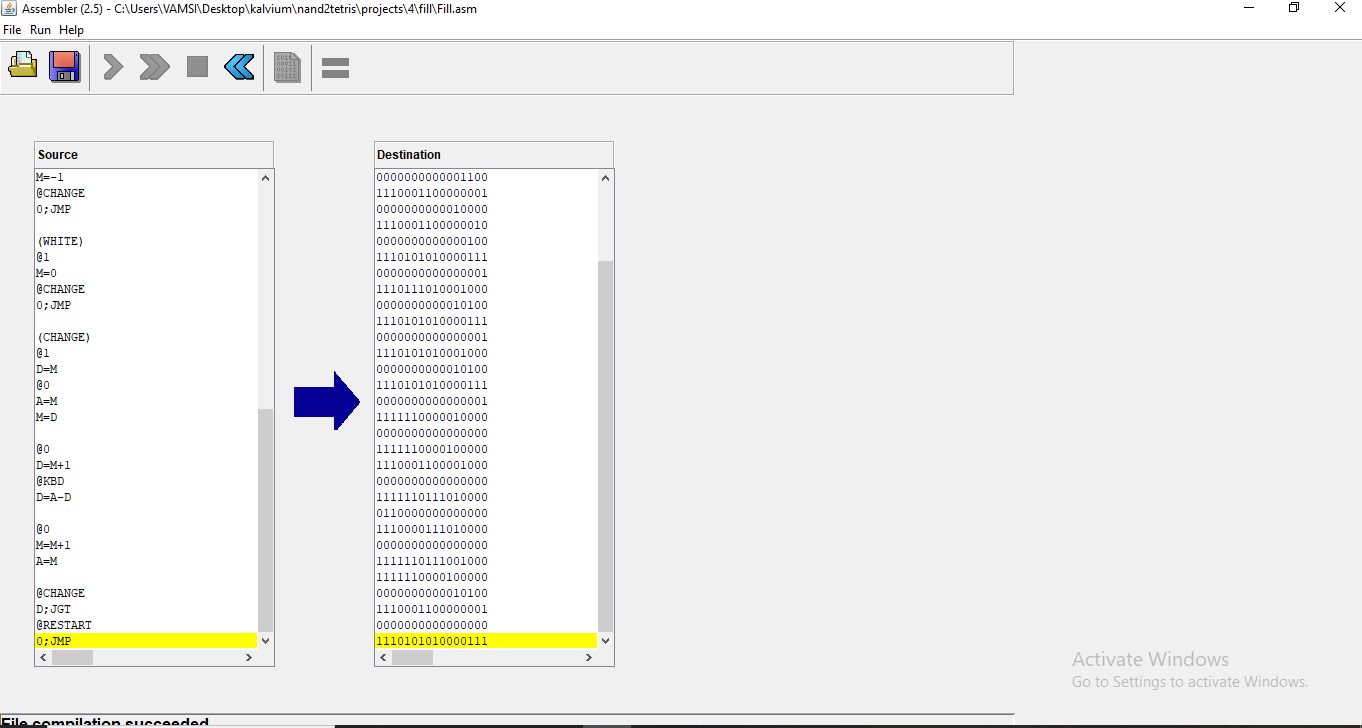 Assembler (2.5) - C:\Users\VAMSI\Desktop\kalvium\nand2tetris\projects\4\fill\Fill.asm
File Run Help
Source
M=-1
@CHANGE
0;JMP
(WHITE)
@1
M=0
@CHANGE
0;JMP
(CHANGE)
@1
D=M
@0
A=M
M=D
@0
D=M+1
@KBD
D=A-D
@0
M=M+1
A=M
@CHANGE
D;JGT
@RESTART
0;JMP
Destination
0000000000001100
1110001100000001
0000000000010000
1110001100000010
0000000000000100
1110101010000111
0000000000000001
1110111010001000
0000000000010100
1110101010000111
0000000000000001
1110101010001000
0000000000010100
1110101010000111
0000000000000001
1111110000010000
0000000000000000
1111110000100000
1110001100001000
0000000000000000
1111110111010000
0110000000000000
1110000111010000
0000000000000000
1111110111001000
1111110000100000
0000000000010100
1110001100000001
0000000000000000
1110101010000111
Activate Windows
Go to Settings to activate Windows.
File compilation succeeded